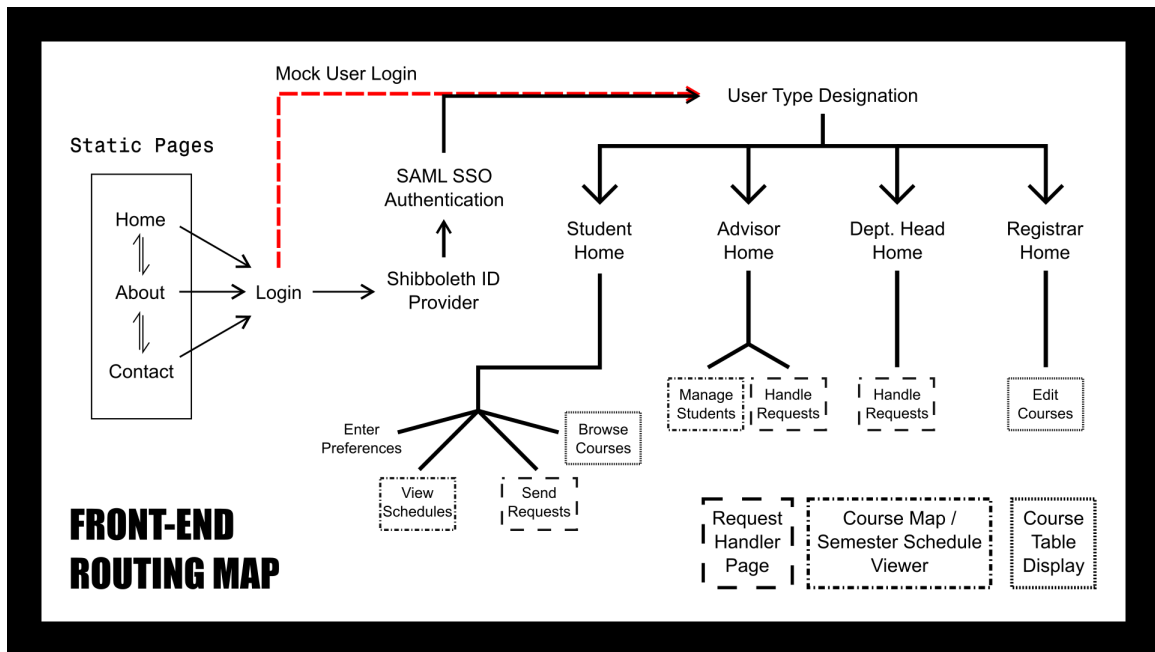 Mock User Login
User Type Designation
Static Pages
Home
About
Contact
Login
SAML SSO
Authentication
Shibboleth ID
Provider
Student
Home
Advisor
Home
Dept. Head
Home
Registrar
Home
Enter
Preferences
View
Schedules
Send
Requests
Browse
Courses
Manage
Students
Handle
Requests
Handle
Requests
Edit
Courses
FRONT-END
ROUTING MAP
Request
Handler
Page
Course Map /
Semester Schedule
Viewer
Course
Table
Display